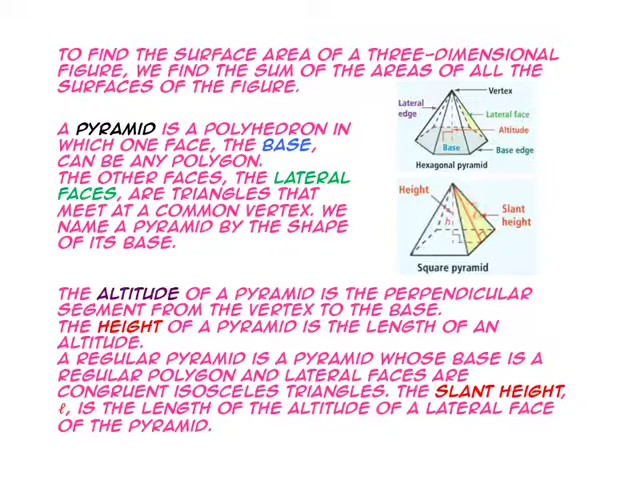 TO FIND THE SURFACE AREA OF A THREE-DIMENSIONAL
FIGURE, WE FIND THE SUM OF THE AREAS OF ALL THE
SURFACES OF THE FIGURE.
A PYRAMID IS A POLYHEDRON IN
WHICH ONE FACE, THE BASE,
CAN BE ANY POLYGON.
THE OTHER FACES, THE LATERAL
FACES, ARE TRIANGLES THAT
MEET AT A COMMON VERTEX. WE
NAME A PYRAMID BY THE SHAPE
OF ITS BASE.
Vertex
Lateral
edge
Lateral face
Altitude
Base
Base edge
Hexagonal pyramid
Height
Slant
height
h
ℓ
Square pyramid
THE ALTITUDE OF A PYRAMID IS THE PERPENDICULAR
SEGMENT FROM THE VERTEX TO THE BASE.
THE HEIGHT OF A PYRAMID IS THE LENGTH OF AN
ALTITUDE.
A REGULAR PYRAMID IS A PYRAMID WHOSE BASE IS A
REGULAR POLYGON AND LATERAL FACES ARE
CONGRUENT ISOSCELES TRIANGLES. THE SLANT HEIGHT,
ℓ, IS THE LENGTH OF THE ALTITUDE OF A LATERAL FACE
OF THE PYRAMID.